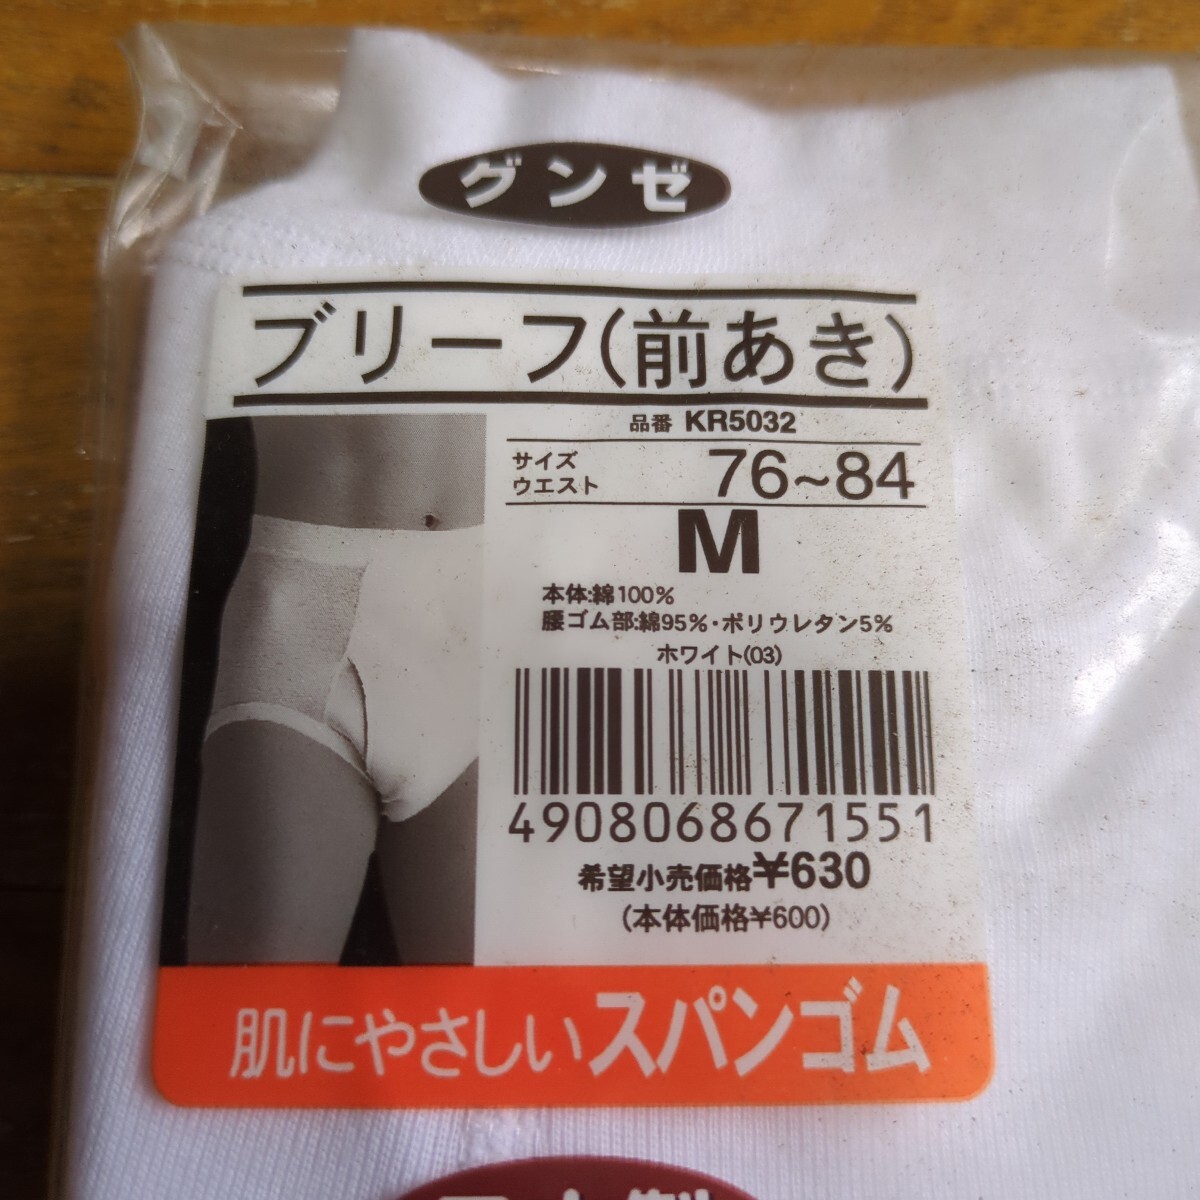 グンゼ
ブリーフ(前あき)
品番 KR5032
サイズ
ウエスト 76~84
M
本体:綿100%
腰ゴム部:綿95%・ポリウレタン5%
ホワイト(03)
4908068671551
希望小売価格¥630
(本体価格¥600)
肌にやさしいスパンゴム